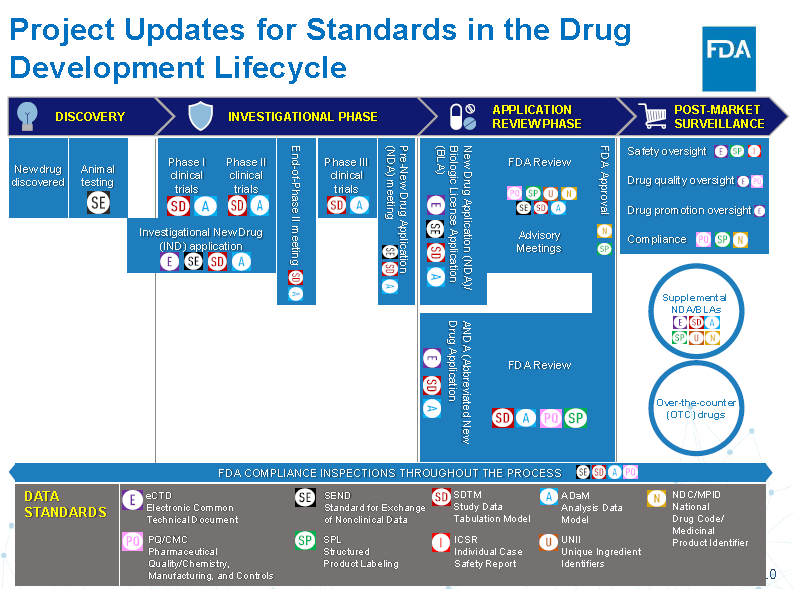 Project Updates for Standards in the Drug
Development Lifecycle
FDA
DISCOVERY
INVESTIGATIONAL PHASE
APPLICATION
REVIEW PHASE
POST-MARKET
SURVEILLANCE
New drug
discovered
Animal
testing
SE
Phase I
clinical
trials
SD A
Phase II
clinical
trials
SD A
Investigational New Drug
(IND) application
E SE SD A
End-of-Phase II meeting
SD A
Phase III
clinical
trials
SD A
Pre-New Drug Application
(NDA) meeting
SE SD A
New Drug Application (NDA)/
Biologic License Application
(BLA)
E SE SD A
FDA Review
PQ SP U N
SE SD A
Advisory
Meetings
FDA Approval
N
SP
Safety oversight E SP I
Drug quality oversight E PQ
Drug promotion oversight E
Compliance PQ SP N
Supplemental
NDA/BLAs
E SD A
SP U N
Over-the-counter
(OTC) drugs
ANDA (Abbreviated New
Drug Application
E SD A
FDA Review
SD A PQ SP
FDA COMPLIANCE INSPECTIONS THROUGHOUT THE PROCESS SE SD A PQ
DATA
STANDARDS
E eCTD
Electronic Common
Technical Document
SE SEND
Standard for Exchange
of Nonclinical Data
SD SDTM
Study Data
Tabulation Model
A ADaM
Analysis Data
Model
N NDC/MPID
National
Drug Code/
Medicinal
Product Identifier
PQ PQ/CMC
Pharmaceutical
Quality/Chemistry,
Manufacturing, and Controls
SP SPL
Structured
Product Labeling
I ICSR
Individual Case
Safety Report
U UNII
Unique Ingredient
Identifiers